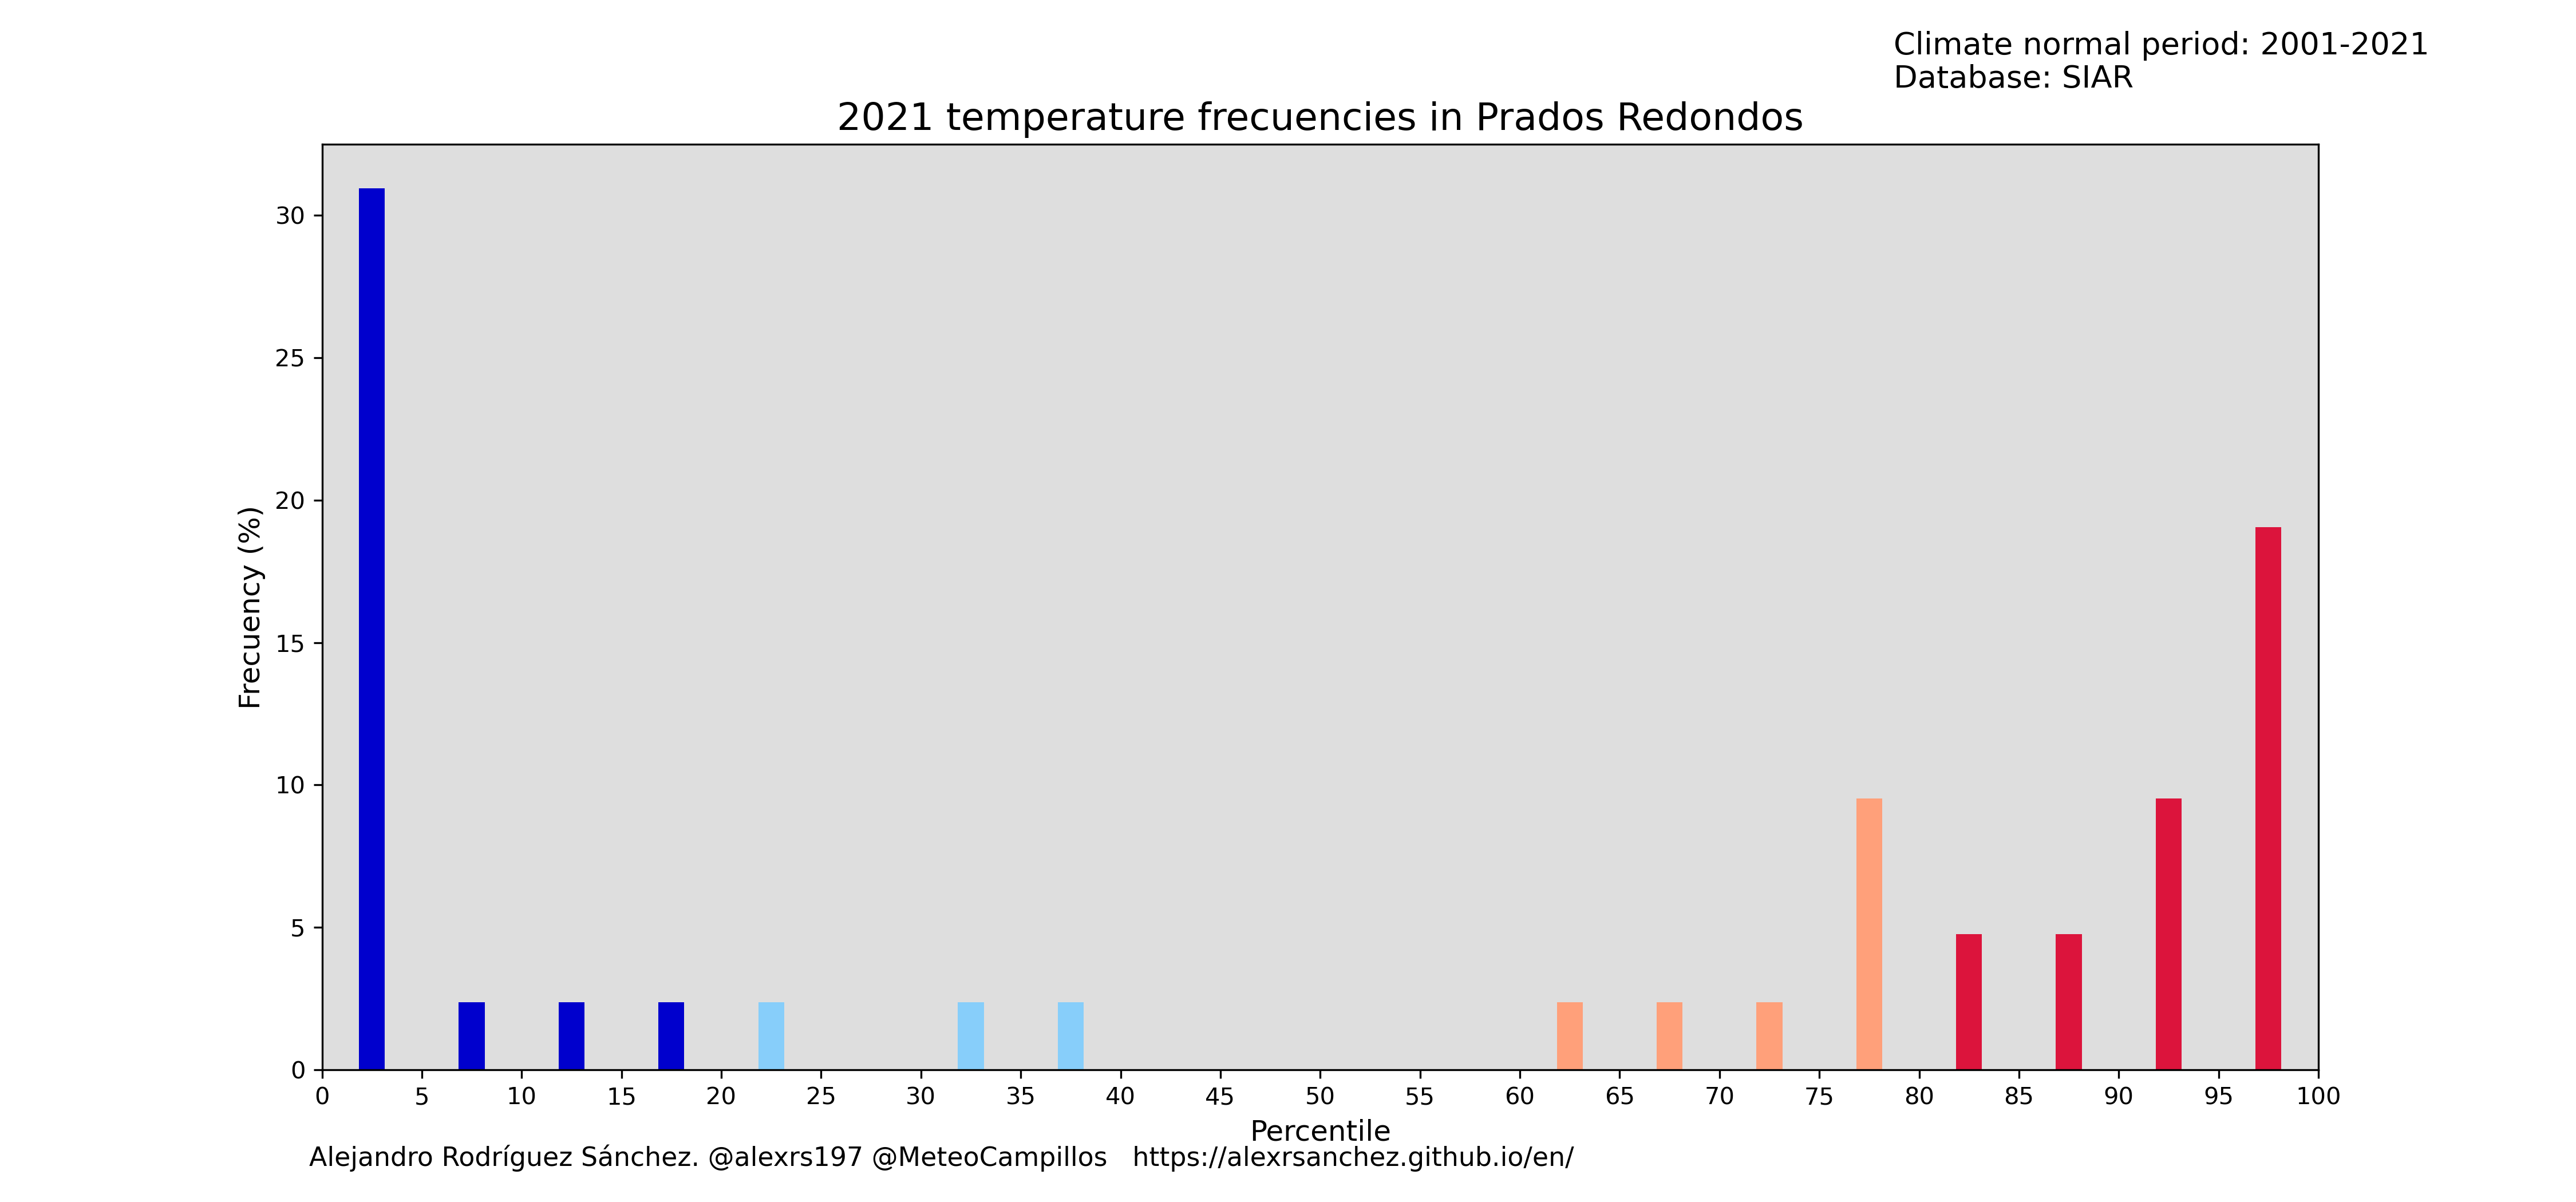 Climate normal period: 2001-2021
Database: SIAR
2021 temperature frecuencies in Prados Redondos
Frecuency (%)
30
25
20
15
10
5
0
0 5 10 15 20 25 30 35 40 45 50 55 60 65 70 75 80 85 90 95 100
Percentile
Alejandro Rodríguez Sánchez. @alexrs197 @MeteoCampillos https://alexrsanchez.github.io/en/